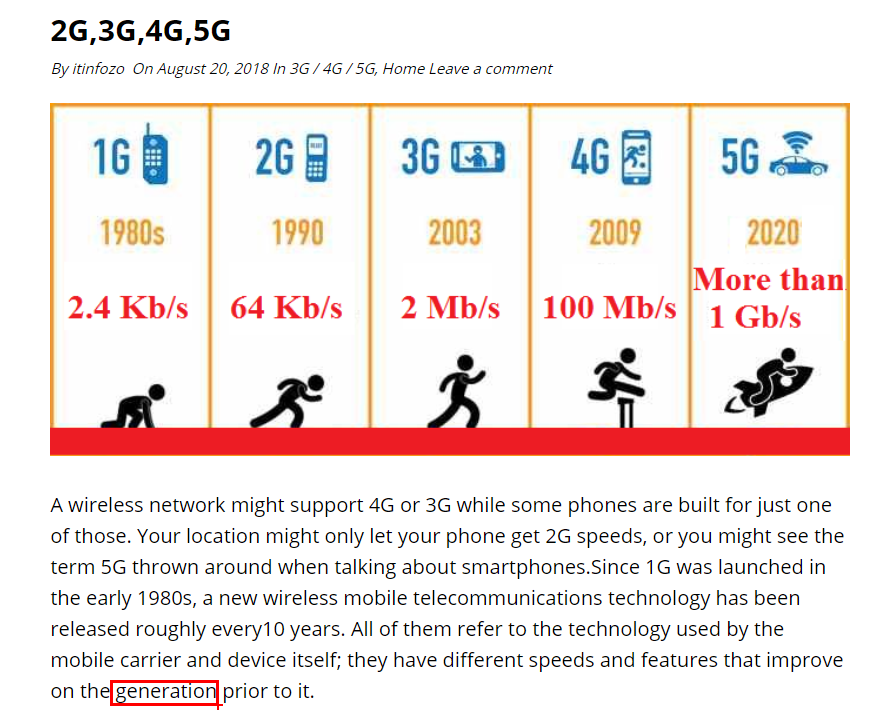 2G,3G,4G,5G
By itinfozo On August 20, 2018 In 3G / 4G / 5G, Home Leave a comment
1G 2G 3G 4G 5G
1980s 1990 2003 2009 2020
2.4 Kb/s 64 Kb/s 2 Mb/s 100 Mb/s More than
1 Gb/s
A wireless network might support 4G or 3G while some phones are built for just one
of those. Your location might only let your phone get 2G speeds, or you might see the
term 5G thrown around when talking about smartphones.Since 1G was launched in
the early 1980s, a new wireless mobile telecommunications technology has been
released roughly every10 years. All of them refer to the technology used by the
mobile carrier and device itself; they have different speeds and features that improve
on the generation prior to it.